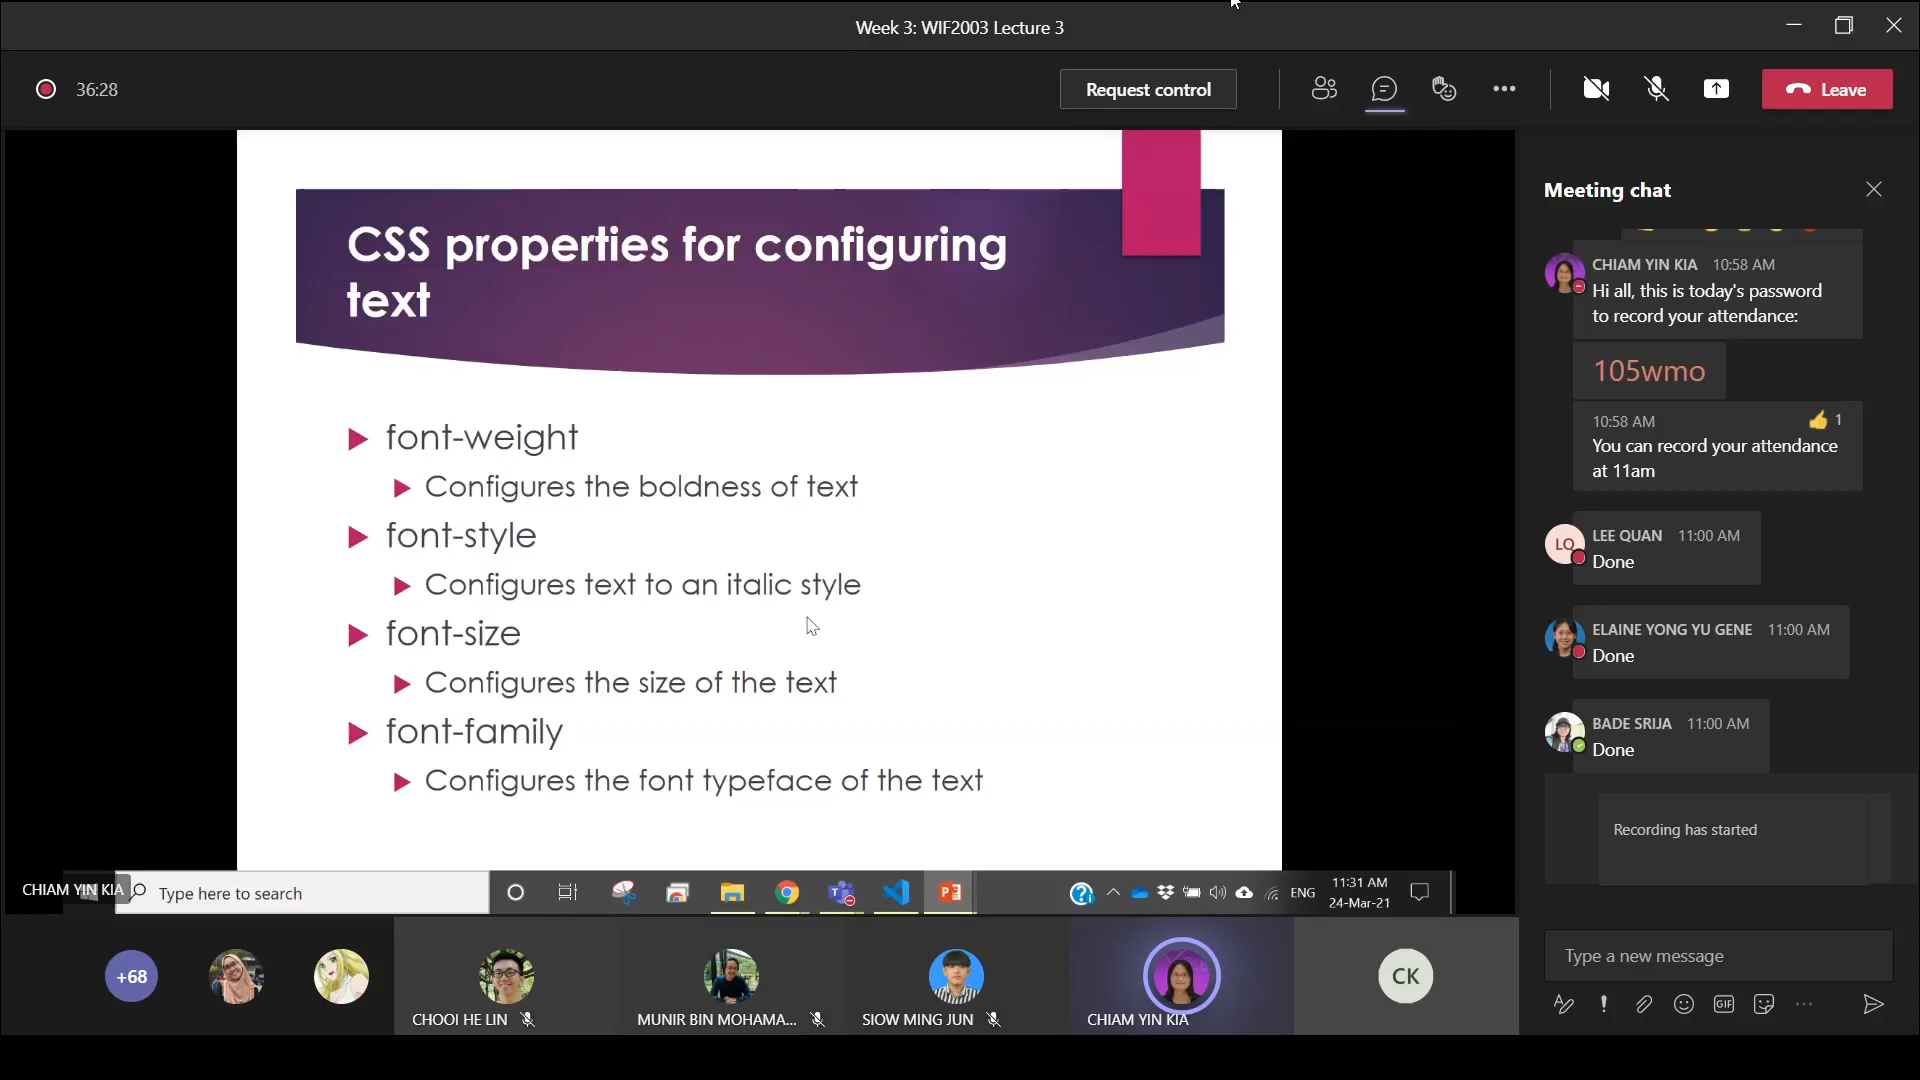 Week 3: WIF2003 Lecture 3
36:28
Request control
Leave
CSS properties for configuring
text
font-weight
Configures the boldness of text
font-style
Configures text to an italic style
font-size
Configures the size of the text
font-family
Configures the font typeface of the text
Meeting chat
CHIAM YIN KIA 10:58 AM
Hi all, this is today's password
to record your attendance:
105wmo
10:58 AM 1
You can record your attendance
at 11am
LQ
LEE QUAN 11:00 AM
Done
ELAINE YONG YU GENE 11:00 AM
Done
BADE SRIJA 11:00 AM
Done
Recording has started
CHIAM YIN KIA
Type here to search
ENG
11:31 AM
24-Mar-21
+68
CHOOI HE LIN
MUNIR BIN MOHAMA...
SIOW MING JUN
CHIAM YIN KIA
CK
Type a new message
GIF